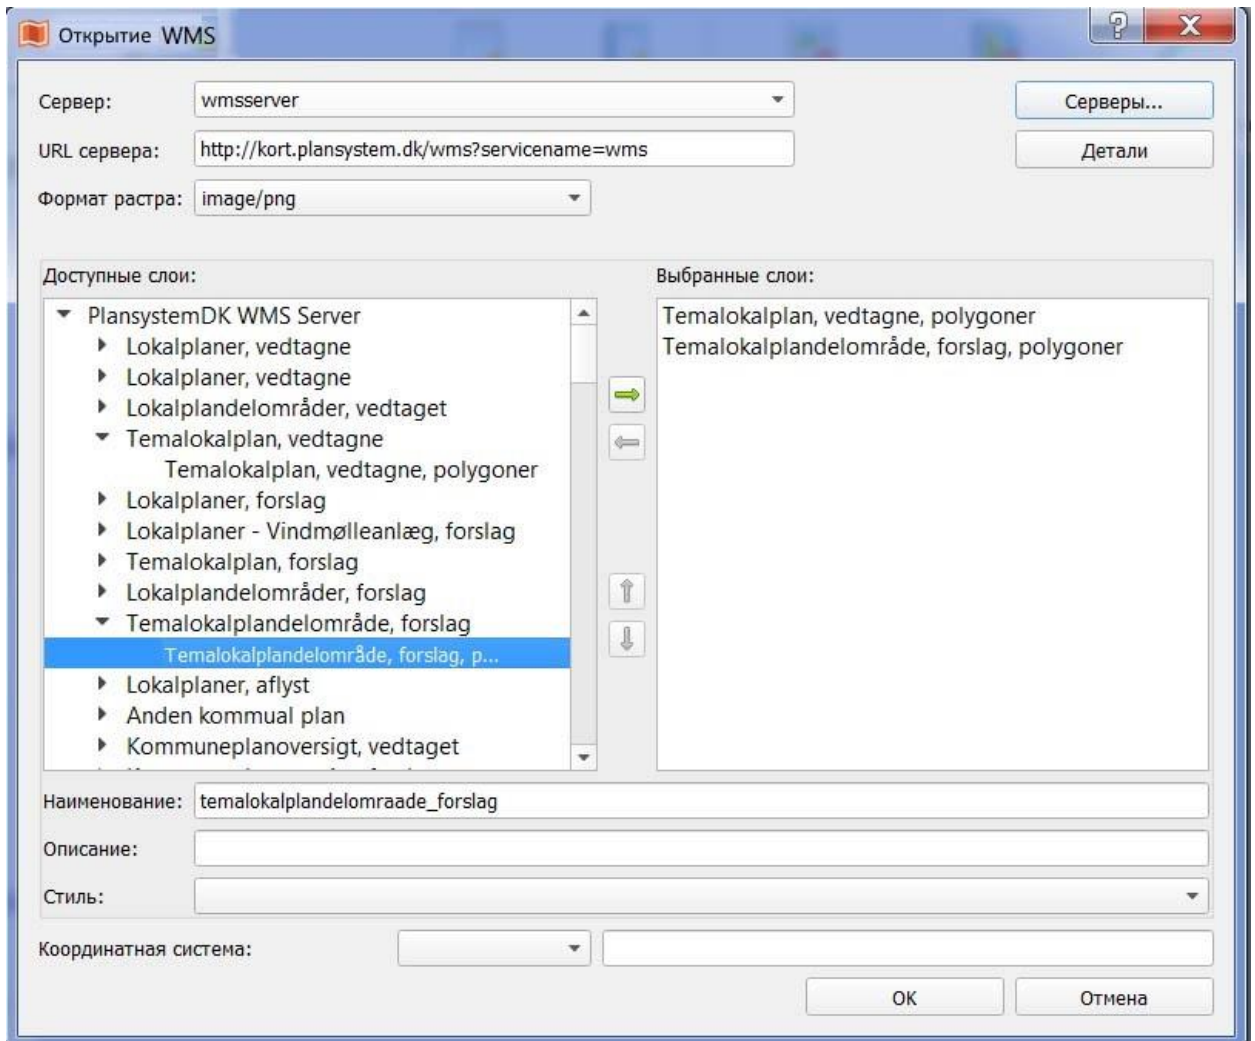 Открытие WMS
Сервер:
wmsserver
Серверы...
URL сервера:
http://kort.plansystem.dk/wms?servicename=wms
Детали
Формат растра:
image/png
Доступные слои:
PlansystemDK WMS Server
Lokalplaner, vedtagne
Lokalplaner, vedtagne
Lokalplandelområder, vedtaget
Temalokalplan, vedtagne
Temalokalplan, vedtagne, polygoner
Lokalplaner, forslag
Lokalplaner - Vindmølleanlæg, forslag
Temalokalplan, forslag
Lokalplandelområder, forslag
Temalokalplandelområde, forslag
Temalokalplandelområde, forslag, p...
Lokalplaner, aflyst
Anden kommual plan
Kommuneplanoversigt, vedtaget
Выбранные слои:
Temalokalplan, vedtagne, polygoner
Temalokalplandelområde, forslag, polygoner
Наименование:
temalokalplandelomraade_forslag
Описание:
Стиль:
Координатная система:
OK
Отмена